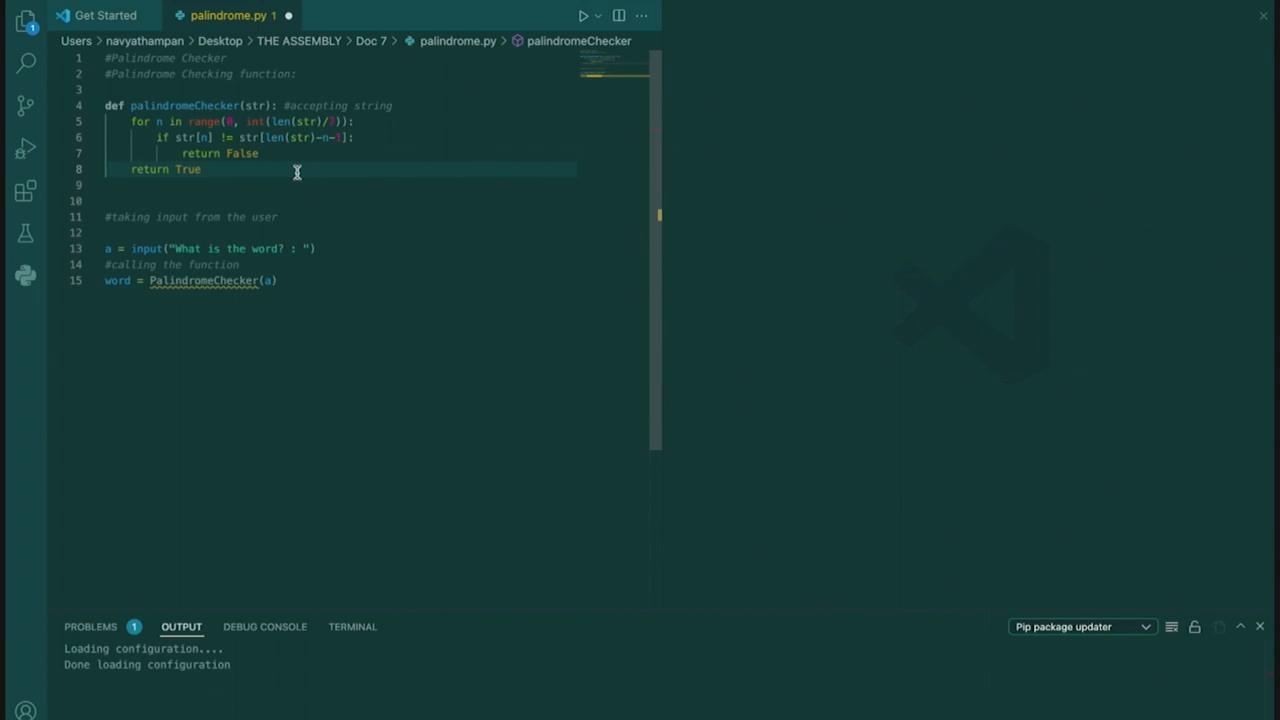 1
Get Started
palindrome.py 1
Users > navyathampan > Desktop > THE ASSEMBLY > Doc 7 > palindrome.py > palindromeChecker
1 #Palindrome Checker
2 #Palindrome Checking function:
3
4 def palindromeChecker(str): #accepting string
5 for n in range(0, int(len(str)/2)):
6 if str[n] != str[len(str)-n-1]:
7 return False
8 return True
9
10
11 #taking input from the user
12
13 a = input("What is the word? : ")
14 #calling the function
15 word = PalindromeChecker(a)
PROBLEMS 1 OUTPUT DEBUG CONSOLE TERMINAL Pip package updater
Loading configuration....
Done loading configuration